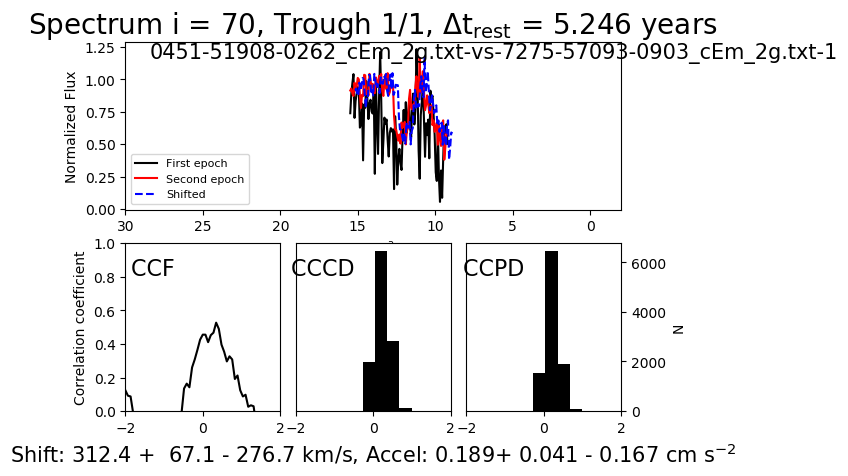 Spectrum i = 70, Trough 1/1, Δt_rest = 5.246 years
0451-51908-0262_cEm_2g.txt-vs-7275-57093-0903_cEm_2g.txt-1
Normalized Flux
1.25
1.00
0.75
0.50
0.25
0.00
First epoch
Second epoch
Shifted
30 25 20 15 10 5 0
CCF
CCCD
CCPD
Correlation coefficient
1.0
0.8
0.6
0.4
0.2
0.0
6000
4000
2000
0
N
−2 0 2
−2 0 2
−2 0 2
Shift: 312.4 + 67.1 - 276.7 km/s, Accel: 0.189+ 0.041 - 0.167 cm s⁻²